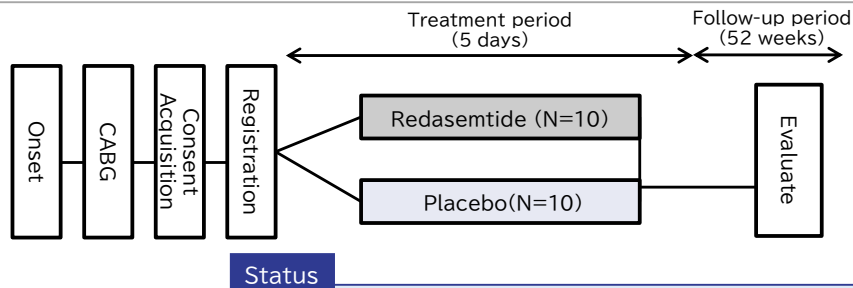 Treatment period
(5 days)
Follow-up period
(52 weeks)
Onset
CABG
Consent
Acquisition
Registration
Redasemtide (N=10)
Placebo(N=10)
Evaluate
Status